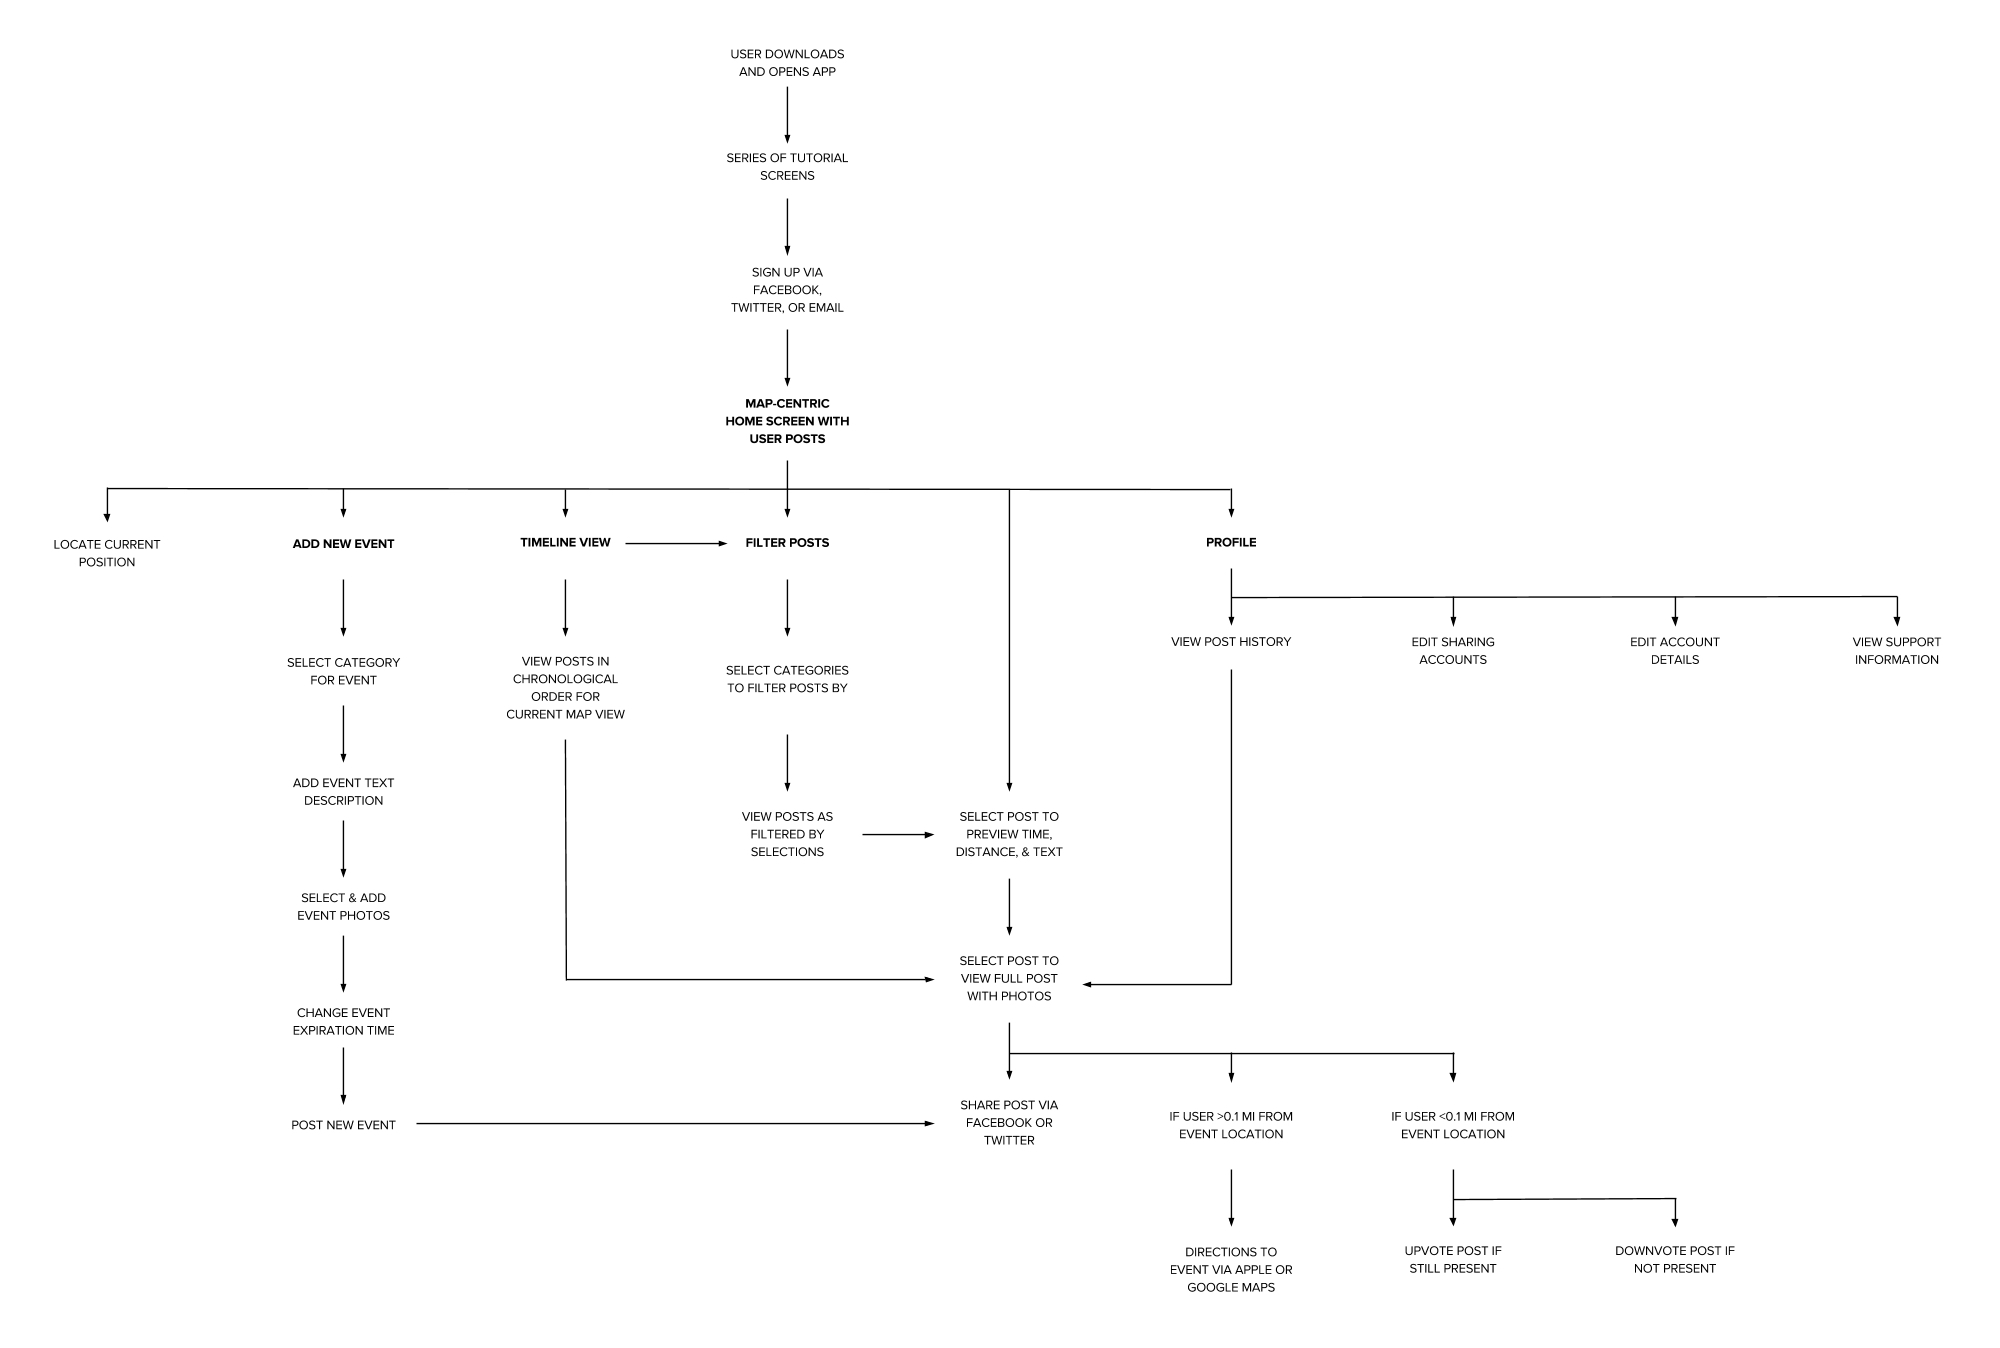 USER DOWNLOADS
AND OPENS APP
SERIES OF TUTORIAL
SCREENS
SIGN UP VIA
FACEBOOK,
TWITTER, OR EMAIL
MAP-CENTRIC
HOME SCREEN WITH
USER POSTS
LOCATE CURRENT
POSITION
ADD NEW EVENT
TIMELINE VIEW
FILTER POSTS
PROFILE
SELECT CATEGORY
FOR EVENT
VIEW POSTS IN
CHRONOLOGICAL
ORDER FOR
CURRENT MAP VIEW
SELECT CATEGORIES
TO FILTER POSTS BY
VIEW POST HISTORY
EDIT SHARING
ACCOUNTS
EDIT ACCOUNT
DETAILS
VIEW SUPPORT
INFORMATION
ADD EVENT TEXT
DESCRIPTION
VIEW POSTS AS
FILTERED BY
SELECTIONS
SELECT POST TO
PREVIEW TIME,
DISTANCE, & TEXT
SELECT & ADD
EVENT PHOTOS
SELECT POST TO
VIEW FULL POST
WITH PHOTOS
CHANGE EVENT
EXPIRATION TIME
POST NEW EVENT
SHARE POST VIA
FACEBOOK OR
TWITTER
IF USER >0.1 MI FROM
EVENT LOCATION
IF USER <0.1 MI FROM
EVENT LOCATION
DIRECTIONS TO
EVENT VIA APPLE OR
GOOGLE MAPS
UPVOTE POST IF
STILL PRESENT
DOWNVOTE POST IF
NOT PRESENT